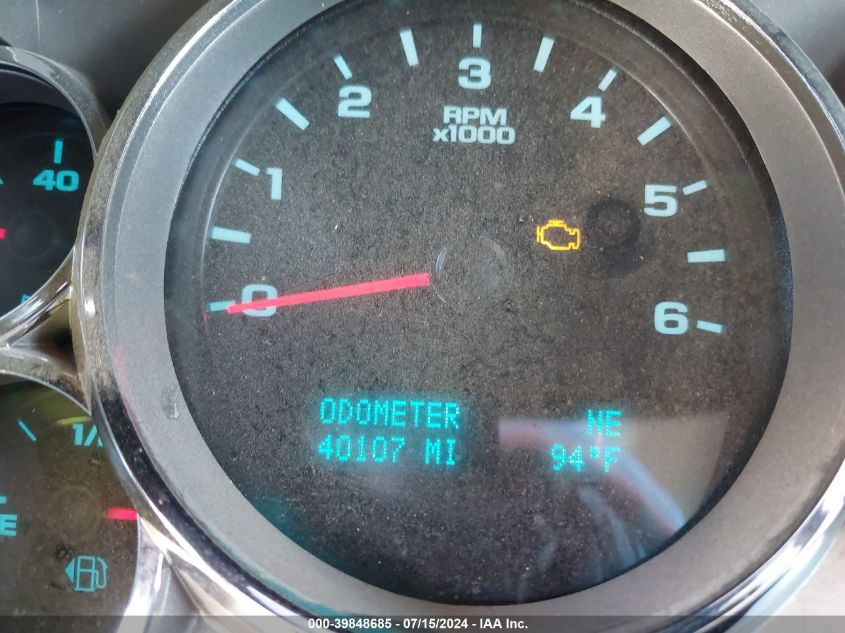 3
2
4
RPM
x1000
40
1
5
0
6
ODOMETER
40107 MI
NE
94°F
E
000-39848685 - 07/15/2024 - IAA Inc.